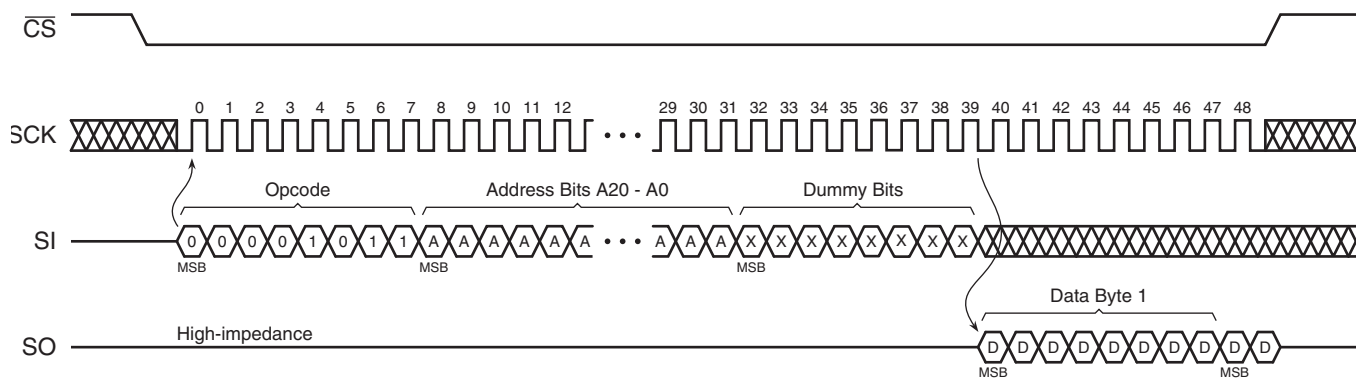 CS
0 1 2 3 4 5 6 7 8 9 10 11 12 29 30 31 32 33 34 35 36 37 38 39 40 41 42 43 44 45 46 47 48
SCK
Opcode Address Bits A20 - A0 Dummy Bits
SI 0 0 0 0 1 0 1 1 A A A A A A A A A X X X X X X X X
MSB MSB MSB
Data Byte 1
High-impedance
SO D D D D D D D D D D
MSB MSB